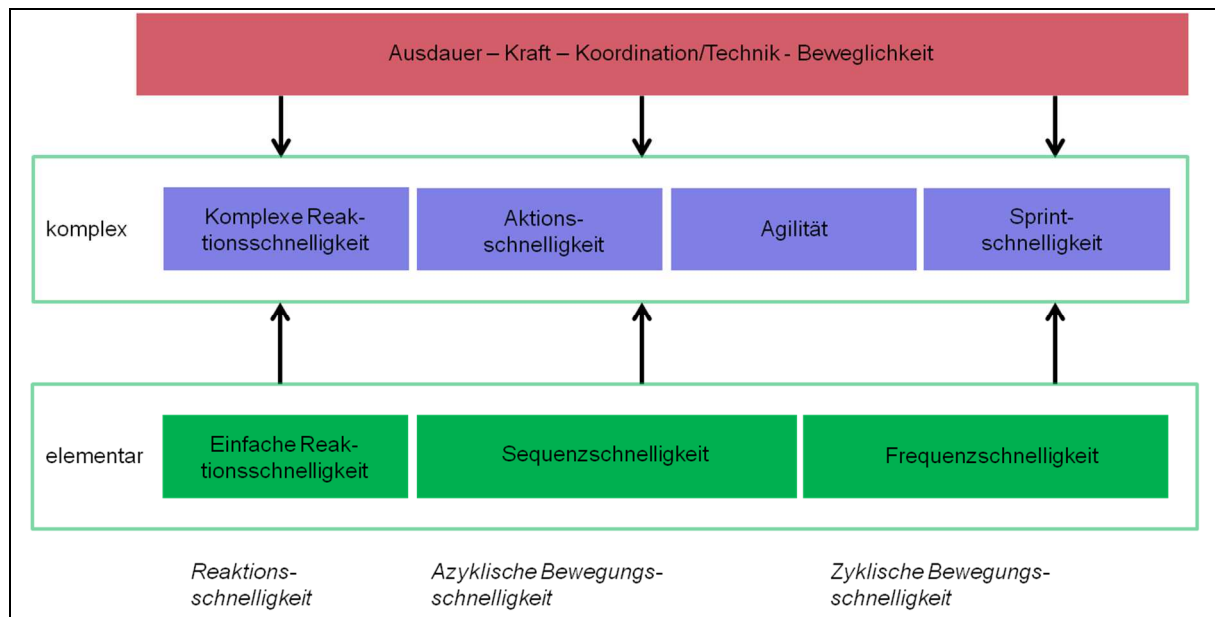 Ausdauer – Kraft – Koordination/Technik - Beweglichkeit
komplex
Komplexe Reak-
tionsschnelligkeit
Aktions-
schnelligkeit
Agilität
Sprint-
schnelligkeit
elementar
Einfache Reak-
tionsschnelligkeit
Sequenzschnelligkeit
Frequenzschnelligkeit
Reaktions-
schnelligkeit
Azyklische Bewegungs-
schnelligkeit
Zyklische Bewegungs-
schnelligkeit